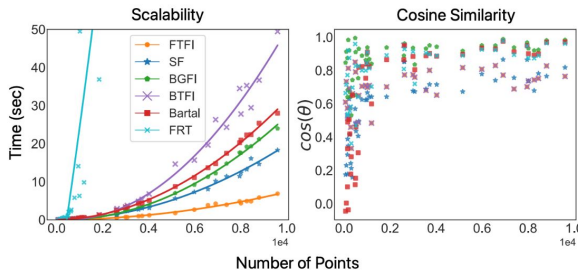 Scalability
Time (sec)
50
40
30
20
10
0
FTFI
SF
BGFI
BTFI
Bartal
FRT
0.0 0.2 0.4 0.6 0.8 1.0
1e4
Cosine Similarity
cos(θ)
1.0
0.8
0.6
0.4
0.2
0.0
0.0 0.2 0.4 0.6 0.8 1.0
1e4
Number of Points